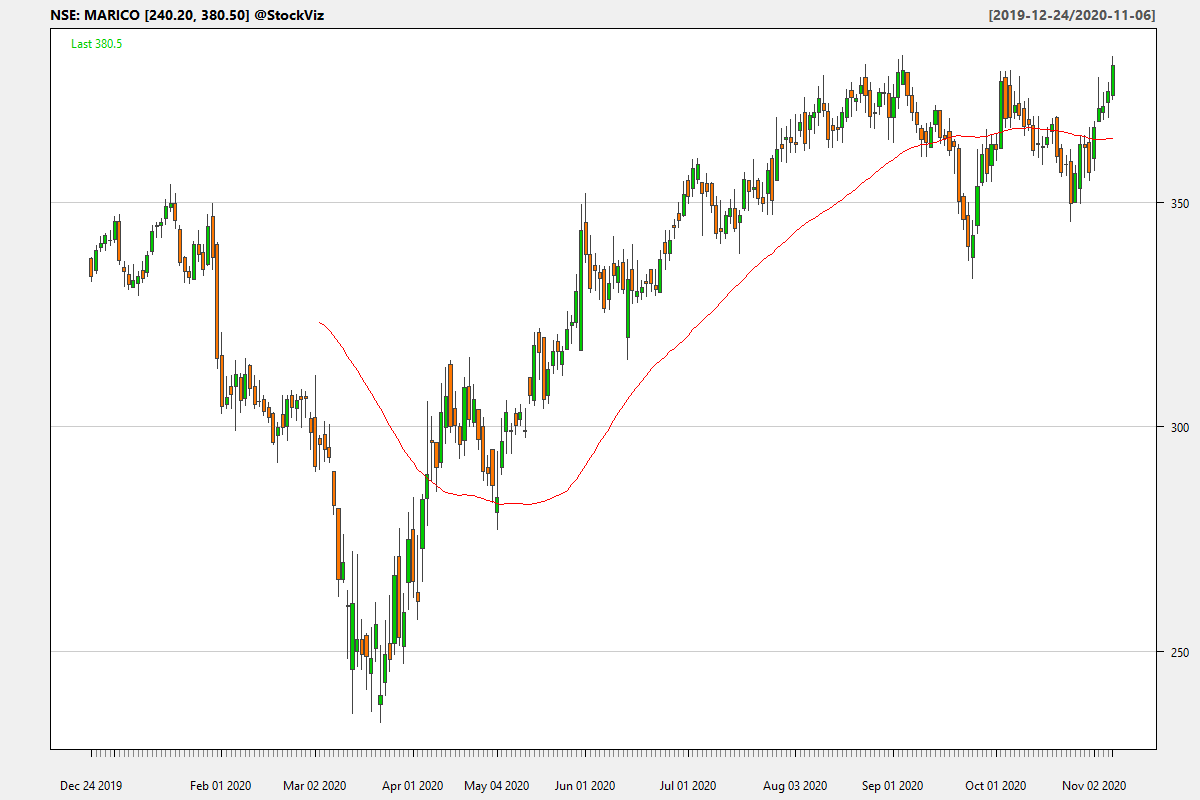 NSE: MARICO [240.20, 380.50] @StockViz
[2019-12-24/2020-11-06]
Last 380.5
350
300
250
Dec 24 2019
Feb 01 2020
Mar 02 2020
Apr 01 2020
May 04 2020
Jun 01 2020
Jul 01 2020
Aug 03 2020
Sep 01 2020
Oct 01 2020
Nov 02 2020